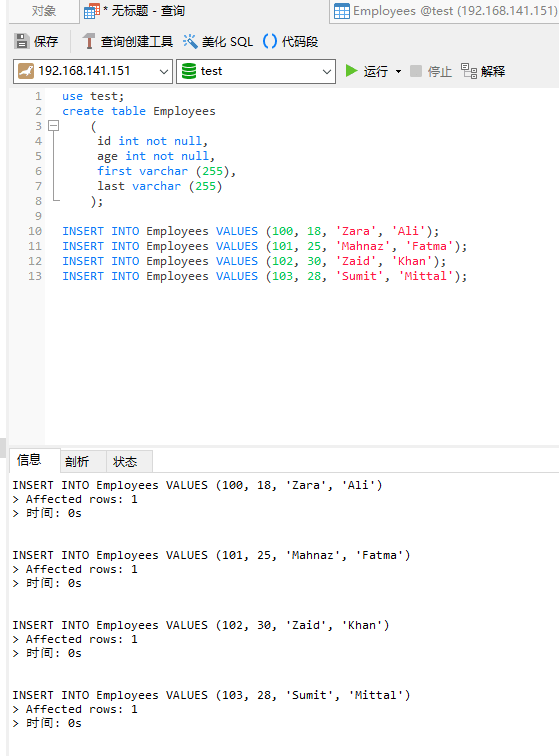 对象
* 无标题 - 查询
Employees @test (192.168.141.151)
保存
查询创建工具
美化 SQL
代码段
192.168.141.151
test
运行
停止
解释
1 use test;
2 create table Employees
3 (
4 id int not null,
5 age int not null,
6 first varchar (255),
7 last varchar (255)
8 );
9
10 INSERT INTO Employees VALUES (100, 18, 'Zara', 'Ali');
11 INSERT INTO Employees VALUES (101, 25, 'Mahnaz', 'Fatma');
12 INSERT INTO Employees VALUES (102, 30, 'Zaid', 'Khan');
13 INSERT INTO Employees VALUES (103, 28, 'Sumit', 'Mittal');
信息
剖析
状态
INSERT INTO Employees VALUES (100, 18, 'Zara', 'Ali')
> Affected rows: 1
> 时间: 0s
INSERT INTO Employees VALUES (101, 25, 'Mahnaz', 'Fatma')
> Affected rows: 1
> 时间: 0s
INSERT INTO Employees VALUES (102, 30, 'Zaid', 'Khan')
> Affected rows: 1
> 时间: 0s
INSERT INTO Employees VALUES (103, 28, 'Sumit', 'Mittal')
> Affected rows: 1
> 时间: 0s